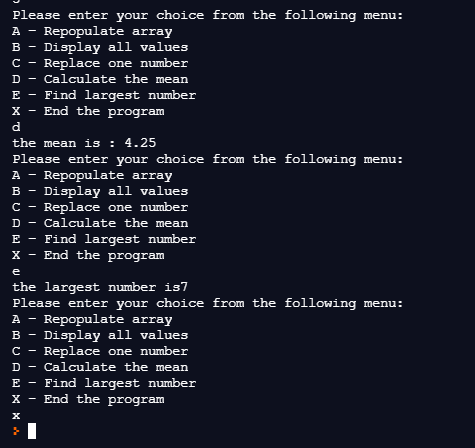 Please enter your choice from the following menu:
A - Repopulate array
B - Display all values
C - Replace one number
D - Calculate the mean
E - Find largest number
X - End the program
d
the mean is : 4.25
Please enter your choice from the following menu:
A - Repopulate array
B - Display all values
C - Replace one number
D - Calculate the mean
E - Find largest number
X - End the program
e
the largest number is7
Please enter your choice from the following menu:
A - Repopulate array
B - Display all values
C - Replace one number
D - Calculate the mean
E - Find largest number
X - End the program
x
>